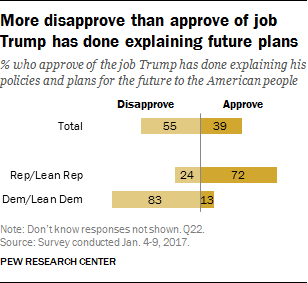 More disapprove than approve of job
Trump has done explaining future plans
% who approve of the job Trump has done explaining his
policies and plans for the future to the American people
Disapprove Approve
Total 55 39
Rep/Lean Rep 24 72
Dem/Lean Dem 83 13
Note: Don't know responses not shown. Q22.
Source: Survey conducted Jan. 4-9, 2017.
PEW RESEARCH CENTER